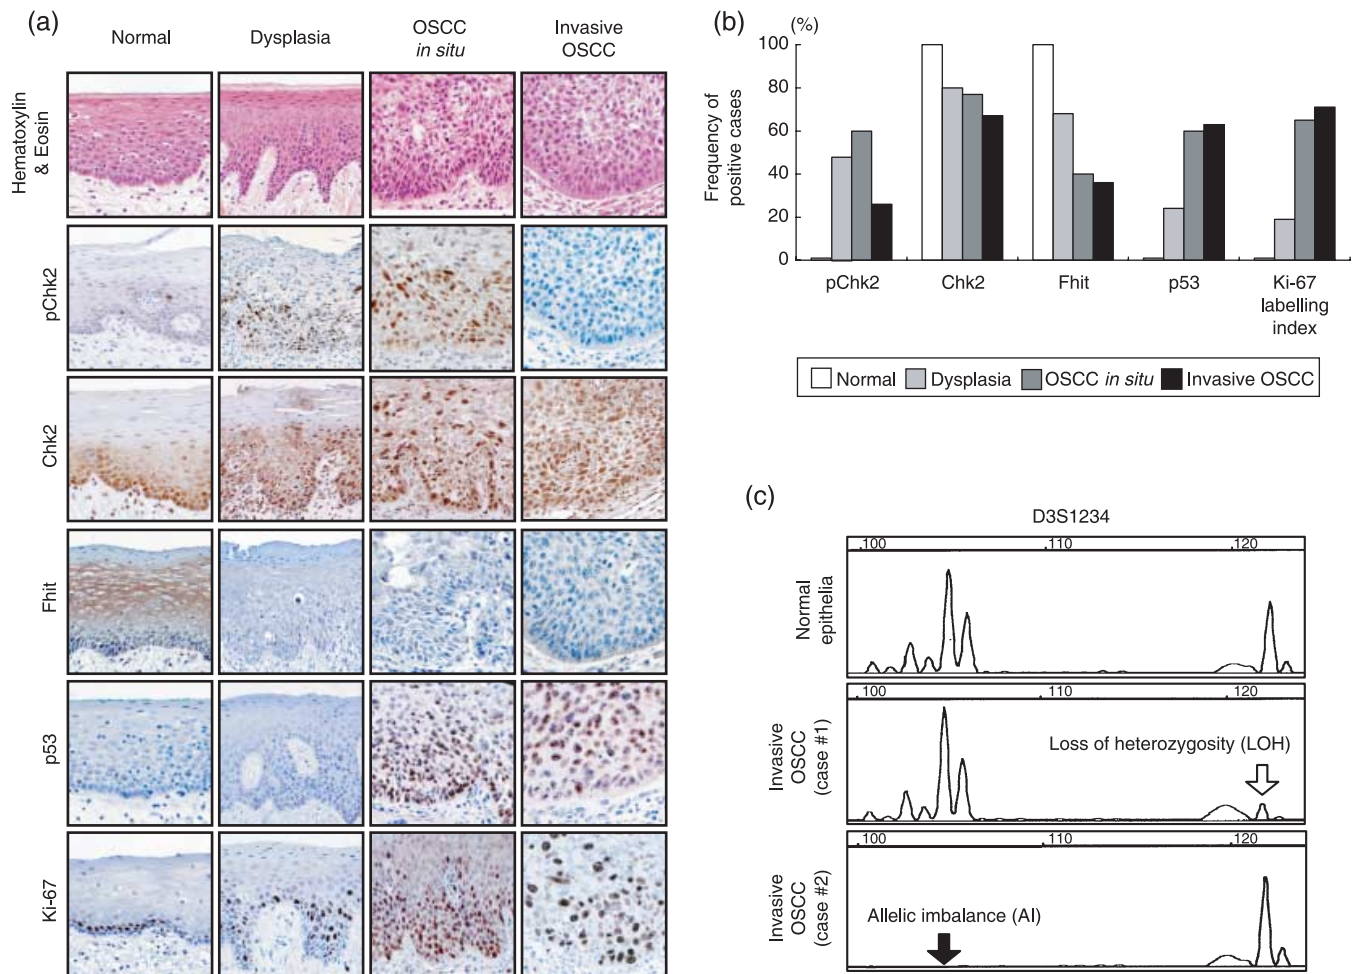 (a)
Normal
Dysplasia
OSCC
in situ
Invasive
OSCC
Hematoxylin
& Eosin
pChk2
Chk2
Fhit
p53
Ki-67
(b)
(%)
100
80
60
40
20
0
Frequency of
positive cases
pChk2
Chk2
Fhit
p53
Ki-67
labelling
index
Normal
Dysplasia
OSCC in situ
Invasive OSCC
(c)
D3S1234
100
110
120
Normal
epithelia
100
110
120
Invasive
OSCC
(case #1)
Loss of heterozygosity (LOH)
100
110
120
Invasive
OSCC
(case #2)
Allelic imbalance (AI)